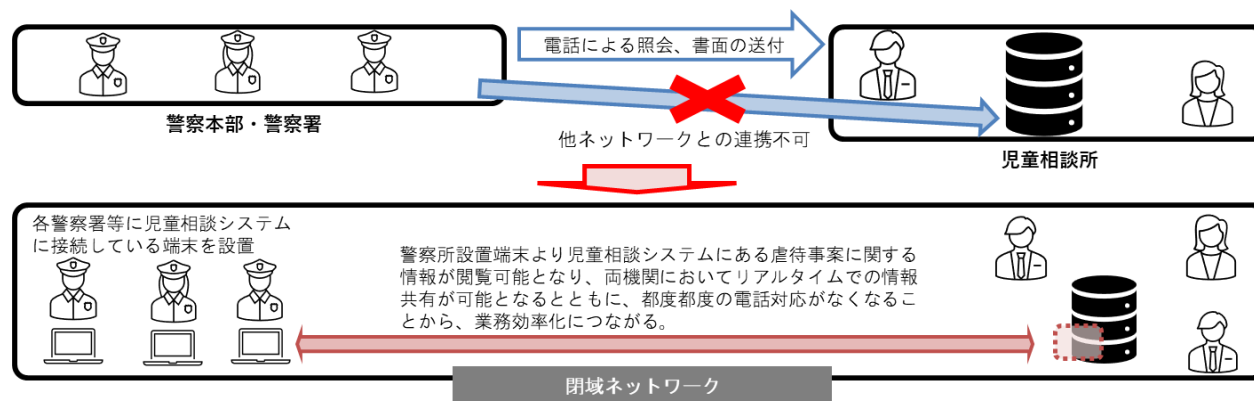 電話による照会、書面の送付
警察本部・警察署
他ネットワークとの連携不可
児童相談所
各警察署等に児童相談システム
に接続している端末を設置
警察所設置端末より児童相談システムにある虐待事案に関する
情報が閲覧可能となり、両機関においてリアルタイムでの情報
共有が可能となるとともに、都度都度の電話対応がなくなるこ
とから、業務効率化につながる。
閉域ネットワーク